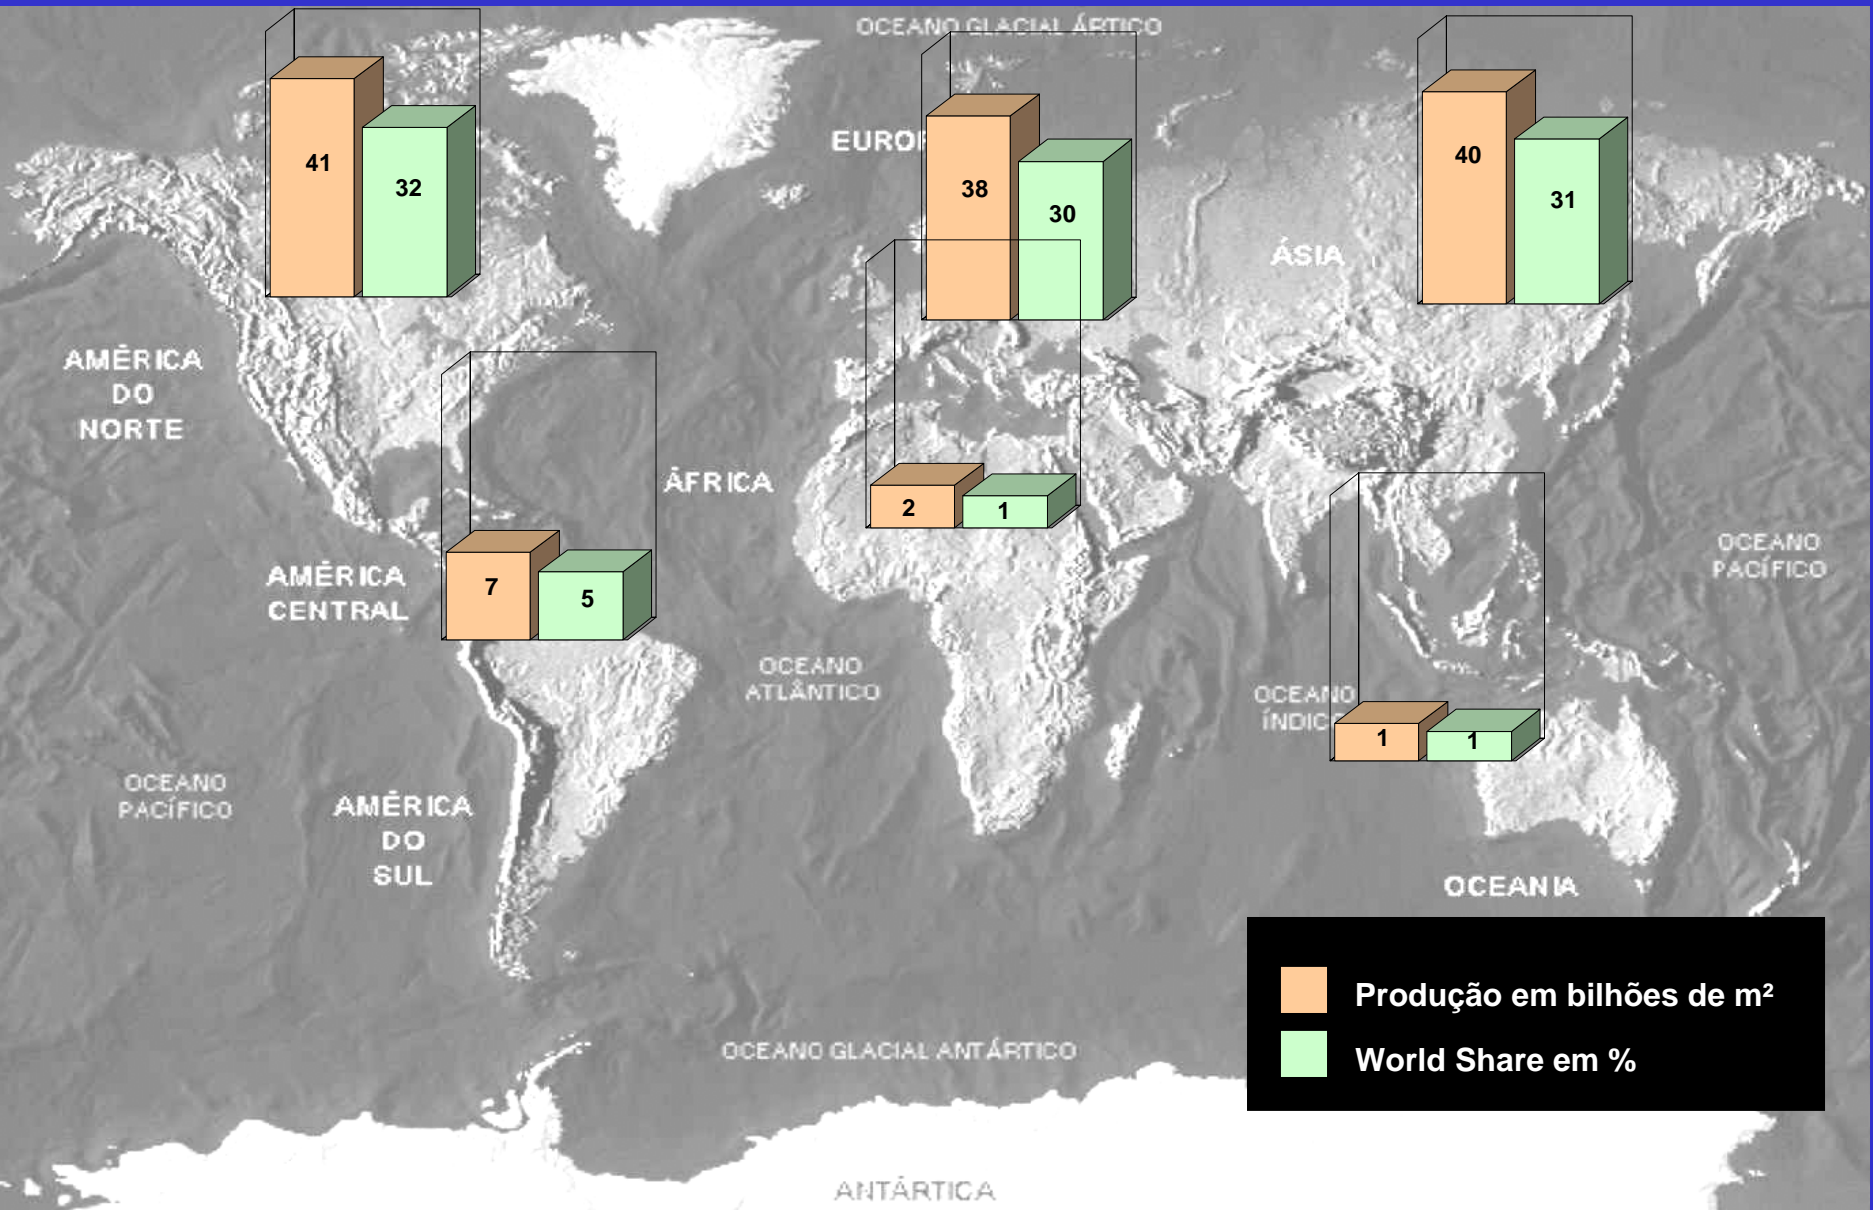 OCEANO GLACIAL ÁRTICO
41
32
38
30
40
31
EUROP
ÁSIA
AMÉRICA
DO
NORTE
ÁFRICA
2
1
7
5
AMÉRICA
CENTRAL
OCEANO
PACÍFICO
OCEANO
ATLÂNTICO
OCEANO
ÍNDICO
1
1
OCEANO
PACÍFICO
AMÉRICA
DO
SUL
OCEANIA
Produção em bilhões de m²
World Share em %
OCEANO GLACIAL ANTÁRTICO
ANTÁRTICA